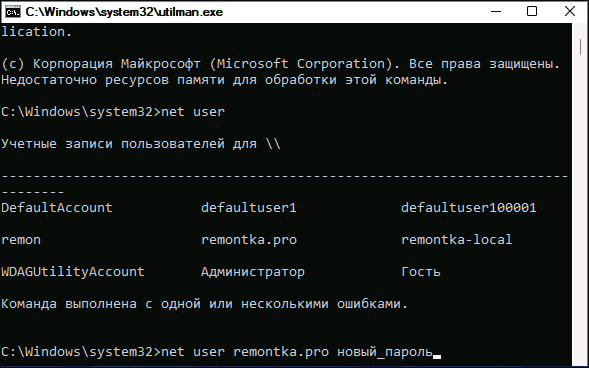 C:\Windows\system32\utilman.exe
lication.
(c) Корпорация Майкрософт (Microsoft Corporation). Все права защищены.
Недостаточно ресурсов памяти для обработки этой команды.
C:\Windows\system32>net user
Учетные записи пользователей для \\
-----------------------------------------------------------------------
--------
DefaultAccount defaultuser1 defaultuser100001
remon remontka.pro remontka-local
WDAGUtilityAccount Администратор Гость
Команда выполнена с одной или несколькими ошибками.
C:\Windows\system32>net user remontka.pro новый_пароль